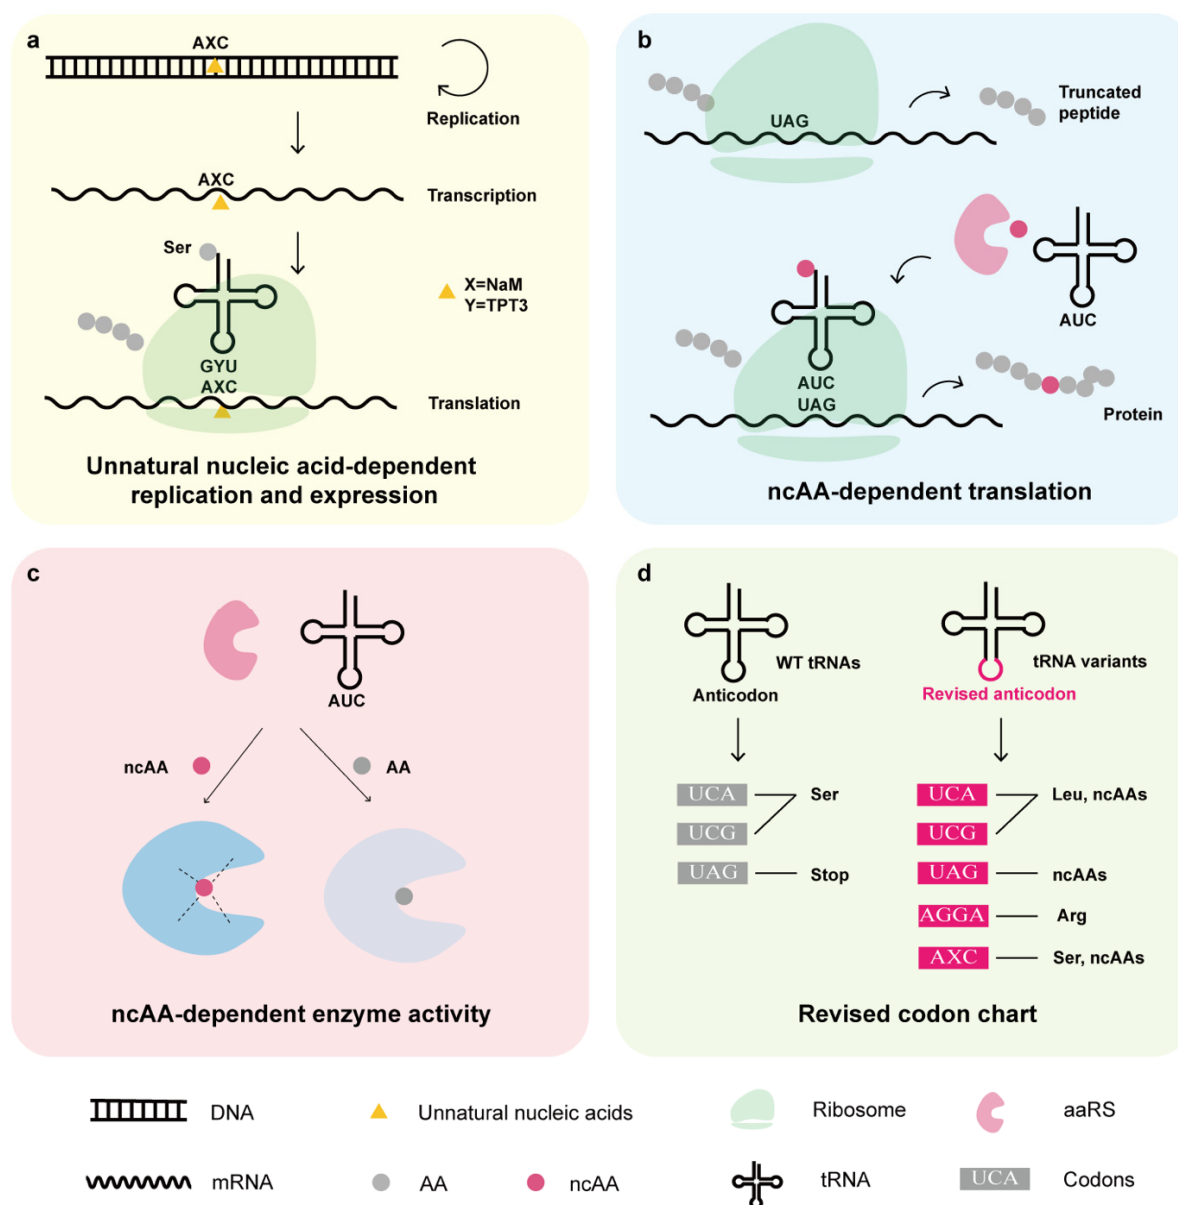 a
AXC
Replication
AXC
Transcription
Ser
X=NaM
Y=TPT3
GYU
AXC
Translation
Unnatural nucleic acid-dependent
replication and expression
b
UAG
Truncated
peptide
AUC
AUC
UAG
Protein
ncAA-dependent translation
c
AUC
ncAA
AA
ncAA-dependent enzyme activity
d
WT tRNAs
Anticodon
tRNA variants
Revised anticodon
UCA
Ser
UCG
UAG
Stop
UCA
Leu, ncAAs
UCG
UAG
ncAAs
AGGA
Arg
AXC
Ser, ncAAs
Revised codon chart
DNA
Unnatural nucleic acids
Ribosome
aaRS
mRNA
AA
ncAA
tRNA
UCA
Codons